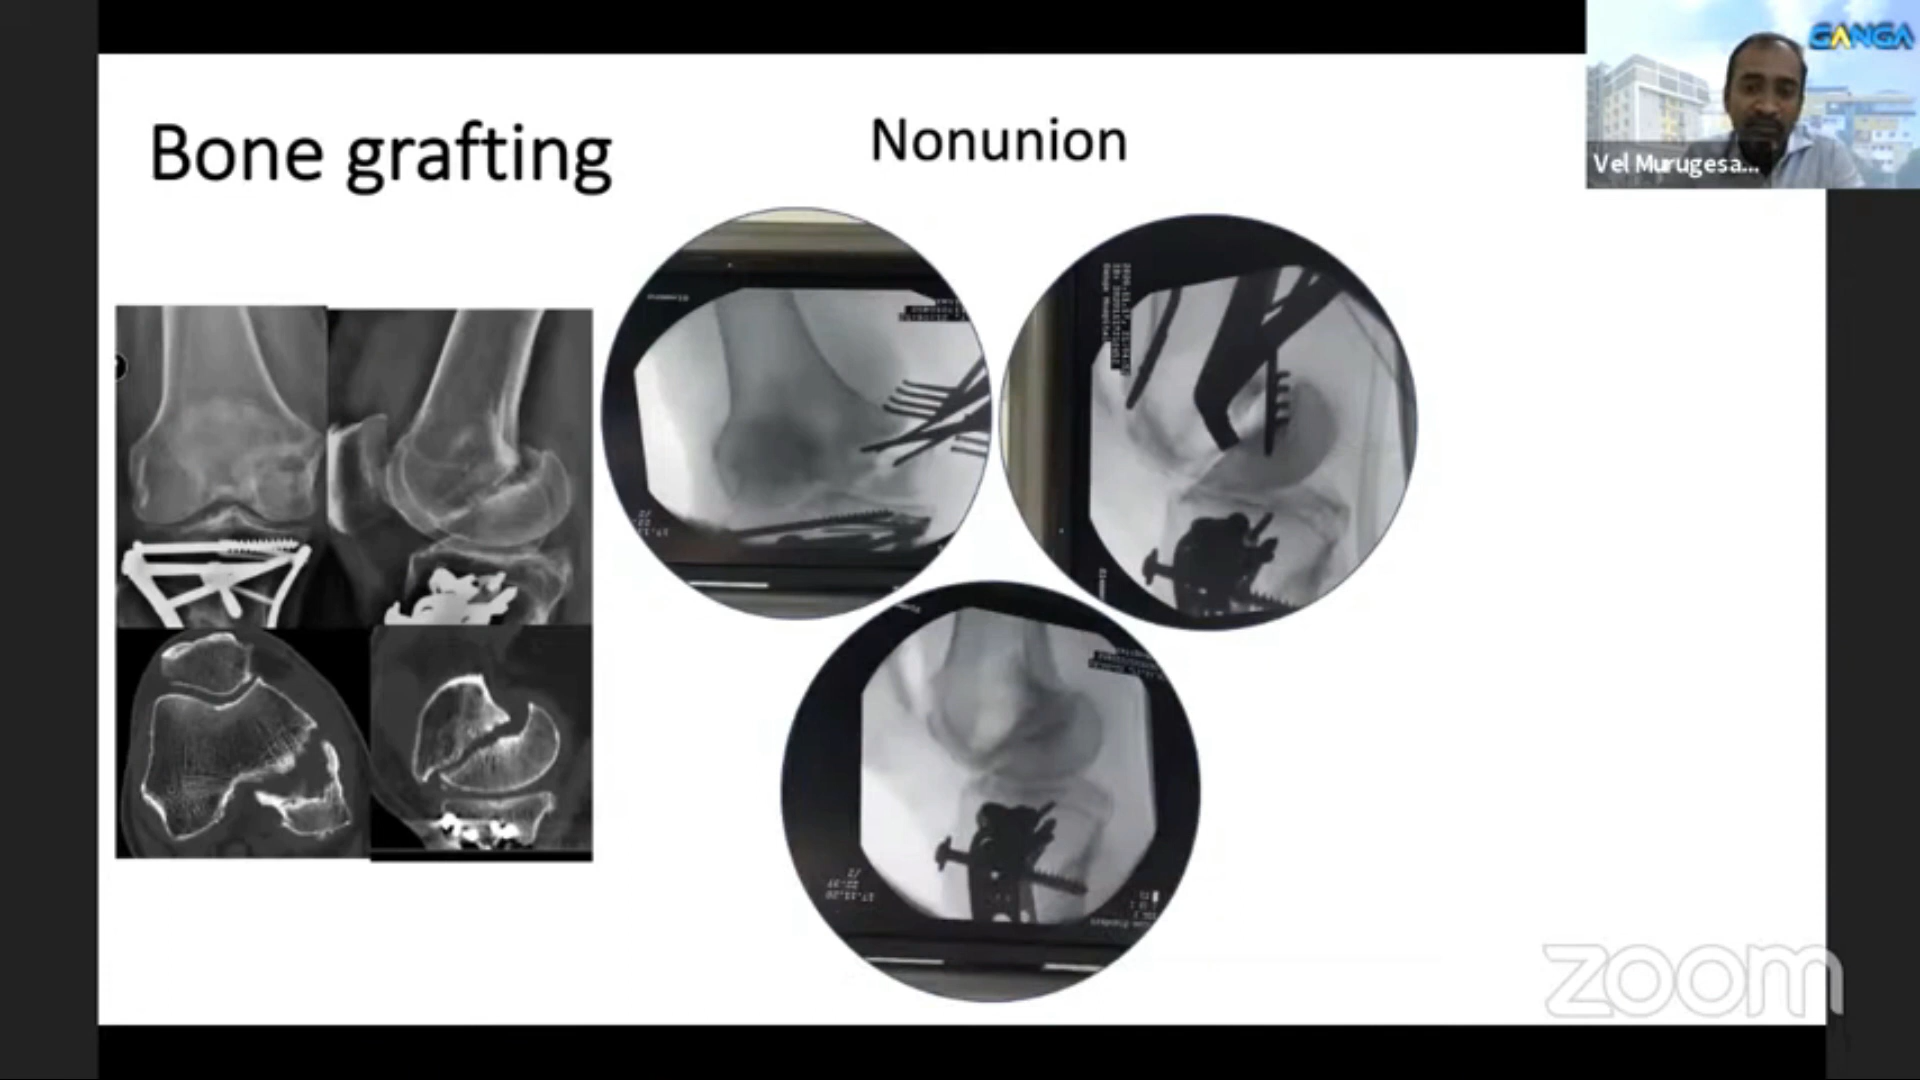 Bone grafting
Nonunion
GANGA
Vel Murugesa...
zoom